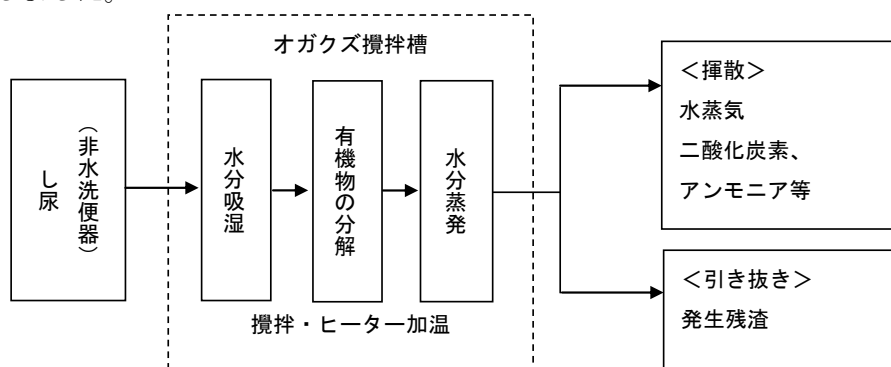 オガクズ攪拌槽
し尿
（非水洗便器）
水分吸湿
有機物の分解
水分蒸発
攪拌・ヒーター加温
＜揮散＞
水蒸気
二酸化炭素、
アンモニア等
＜引き抜き＞
発生残渣